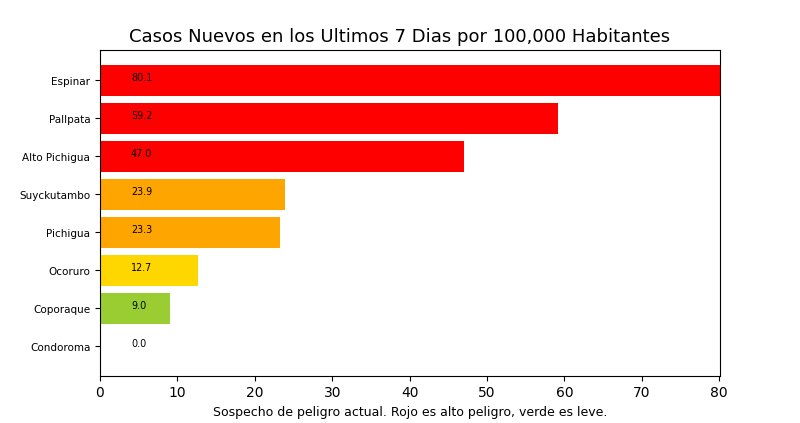 Casos Nuevos en los Ultimos 7 Dias por 100,000 Habitantes
Espinar 80.1
Pallpata 59.2
Alto Pichigua 47.0
Suyckutambo 23.9
Pichigua 23.3
Ocoruro 12.7
Coporaque 9.0
Condoroma 0.0
0 10 20 30 40 50 60 70 80
Sospecho de peligro actual. Rojo es alto peligro, verde es leve.